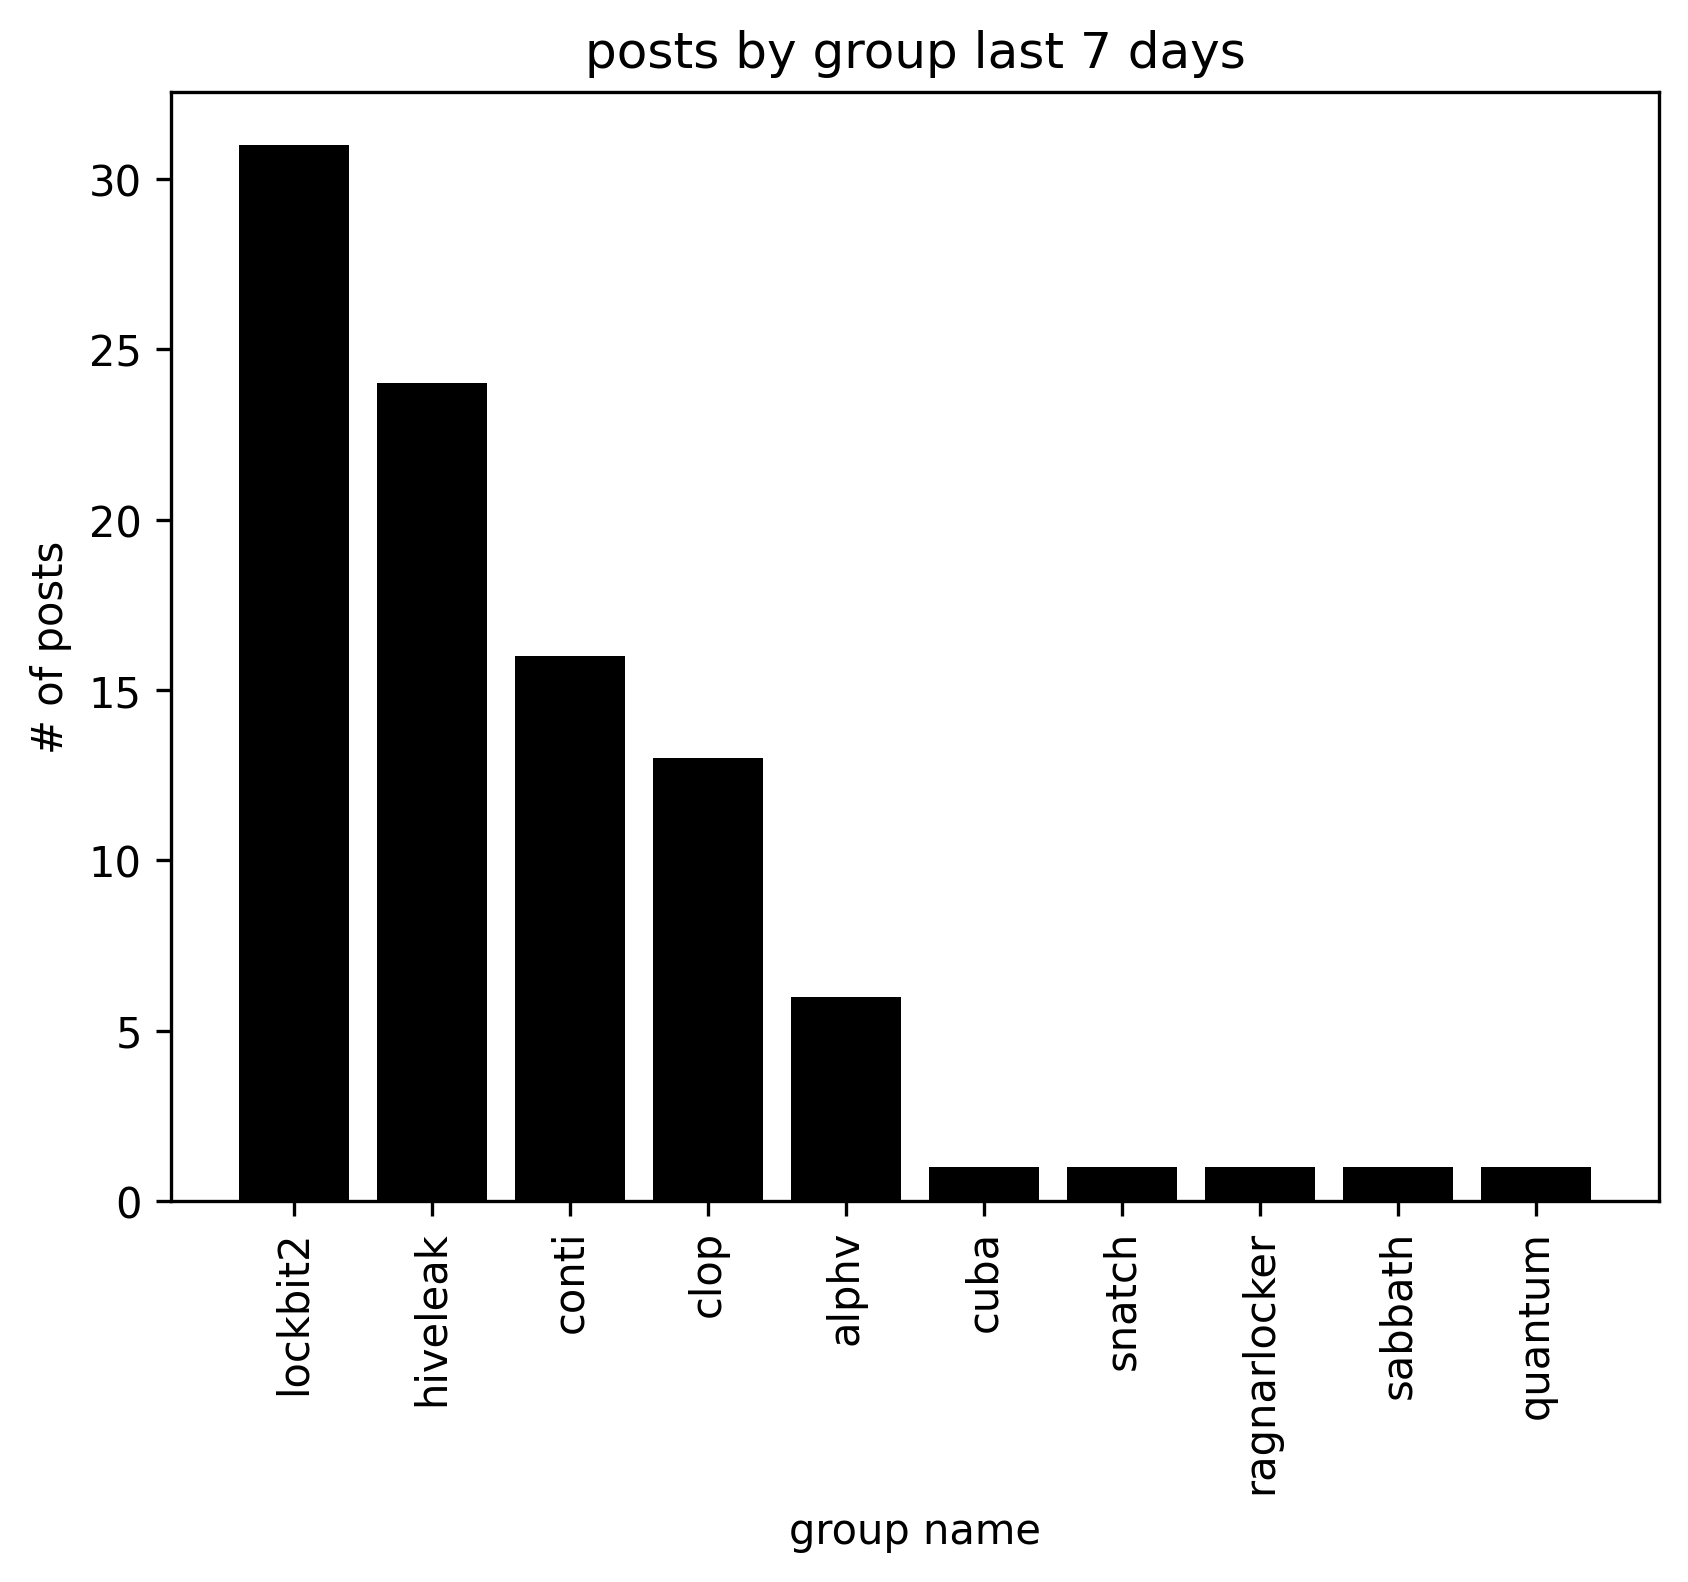 posts by group last 7 days
30
25
20
15
10
5
0
# of posts
lockbit2
hiveleak
conti
clop
alphv
cuba
snatch
ragnarlocker
sabbath
quantum
group name